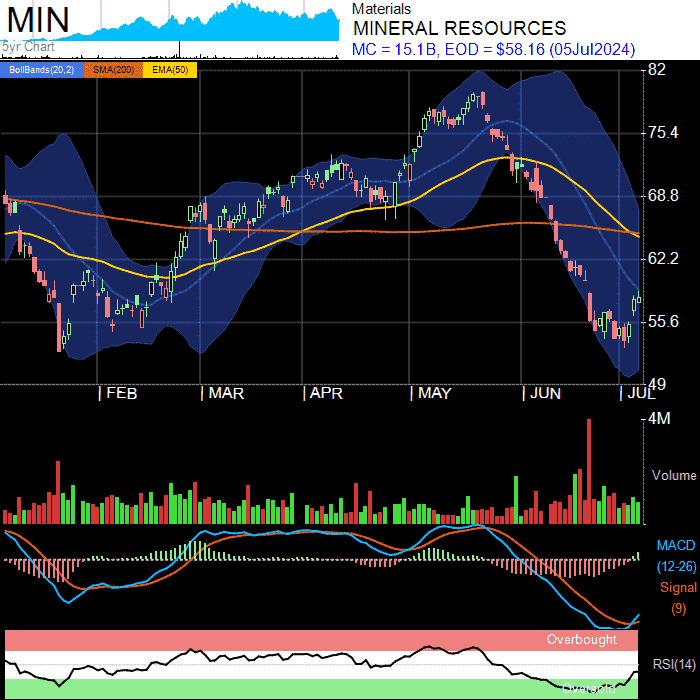 MIN
5yr Chart
Materials
MINERAL RESOURCES
MC = 15.1B, EOD = $58.16 (05Jul2024)
BollBands(20,2) SMA(200) EMA(50)
82
75.4
68.8
62.2
55.6
49
FEB MAR APR MAY JUN JUL
4M
Volume
MACD
(12-26)
Signal
(9)
Overbought
RSI(14)
Oversold